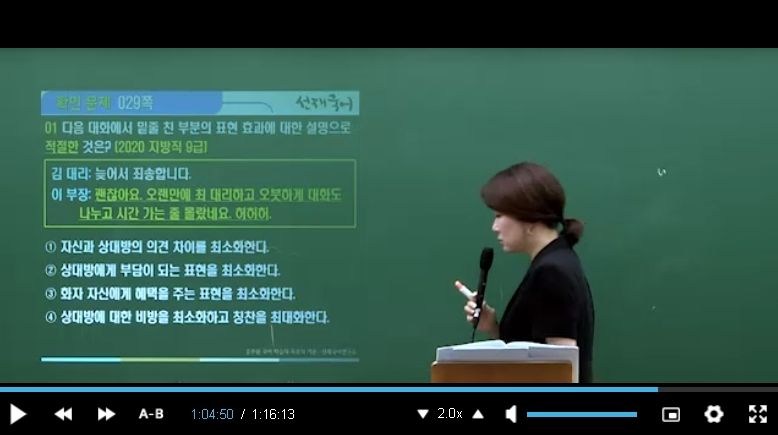 확인 문제 029쪽
선재국어
01 다음 대화에서 밑줄 친 부분의 표현 효과에 대한 설명으로
적절한 것은? (2020 지방직 9급)
김 대리: 늦어서 죄송합니다.
이 부장: 괜찮아요. 오랜만에 최 대리하고 오붓하게 대화도
나누고 시간 가는 줄 몰랐네요. 허허허.
① 자신과 상대방의 의견 차이를 최소화한다.
② 상대방에게 부담이 되는 표현을 최소화한다.
③ 화자 자신에게 혜택을 주는 표현을 최소화한다.
④ 상대방에 대한 비방을 최소화하고 칭찬을 최대화한다.
A-B
1:04:50 / 1:16:13
2.0x